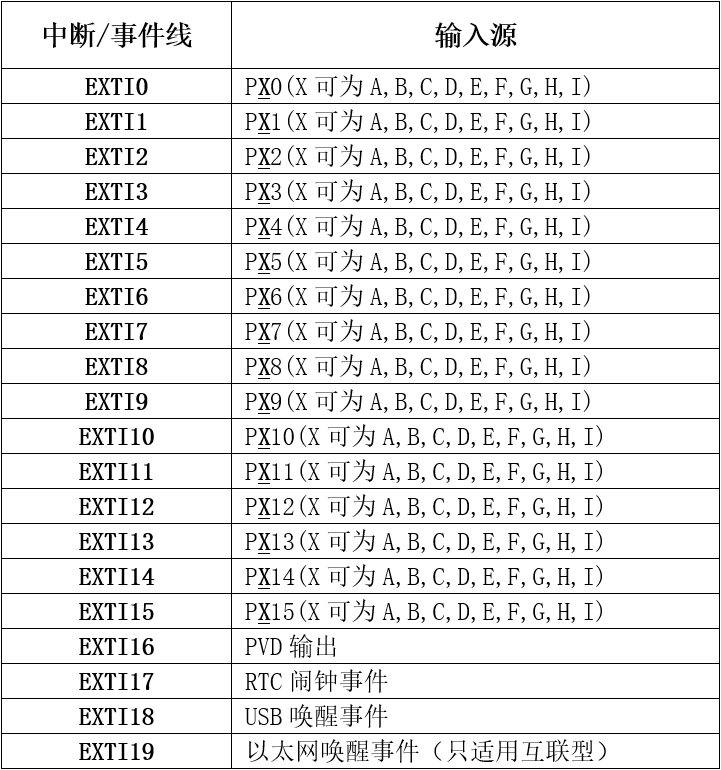 中断/事件线 输入源
EXTI0 PX0(X 可为 A,B,C,D,E,F,G,H,I)
EXTI1 PX1(X 可为 A,B,C,D,E,F,G,H,I)
EXTI2 PX2(X 可为 A,B,C,D,E,F,G,H,I)
EXTI3 PX3(X 可为 A,B,C,D,E,F,G,H,I)
EXTI4 PX4(X 可为 A,B,C,D,E,F,G,H,I)
EXTI5 PX5(X 可为 A,B,C,D,E,F,G,H,I)
EXTI6 PX6(X 可为 A,B,C,D,E,F,G,H,I)
EXTI7 PX7(X 可为 A,B,C,D,E,F,G,H,I)
EXTI8 PX8(X 可为 A,B,C,D,E,F,G,H,I)
EXTI9 PX9(X 可为 A,B,C,D,E,F,G,H,I)
EXTI10 PX10(X 可为 A,B,C,D,E,F,G,H,I)
EXTI11 PX11(X 可为 A,B,C,D,E,F,G,H,I)
EXTI12 PX12(X 可为 A,B,C,D,E,F,G,H,I)
EXTI13 PX13(X 可为 A,B,C,D,E,F,G,H,I)
EXTI14 PX14(X 可为 A,B,C,D,E,F,G,H,I)
EXTI15 PX15(X 可为 A,B,C,D,E,F,G,H,I)
EXTI16 PVD 输出
EXTI17 RTC 闹钟事件
EXTI18 USB 唤醒事件
EXTI19 以太网唤醒事件（只适用互联型）